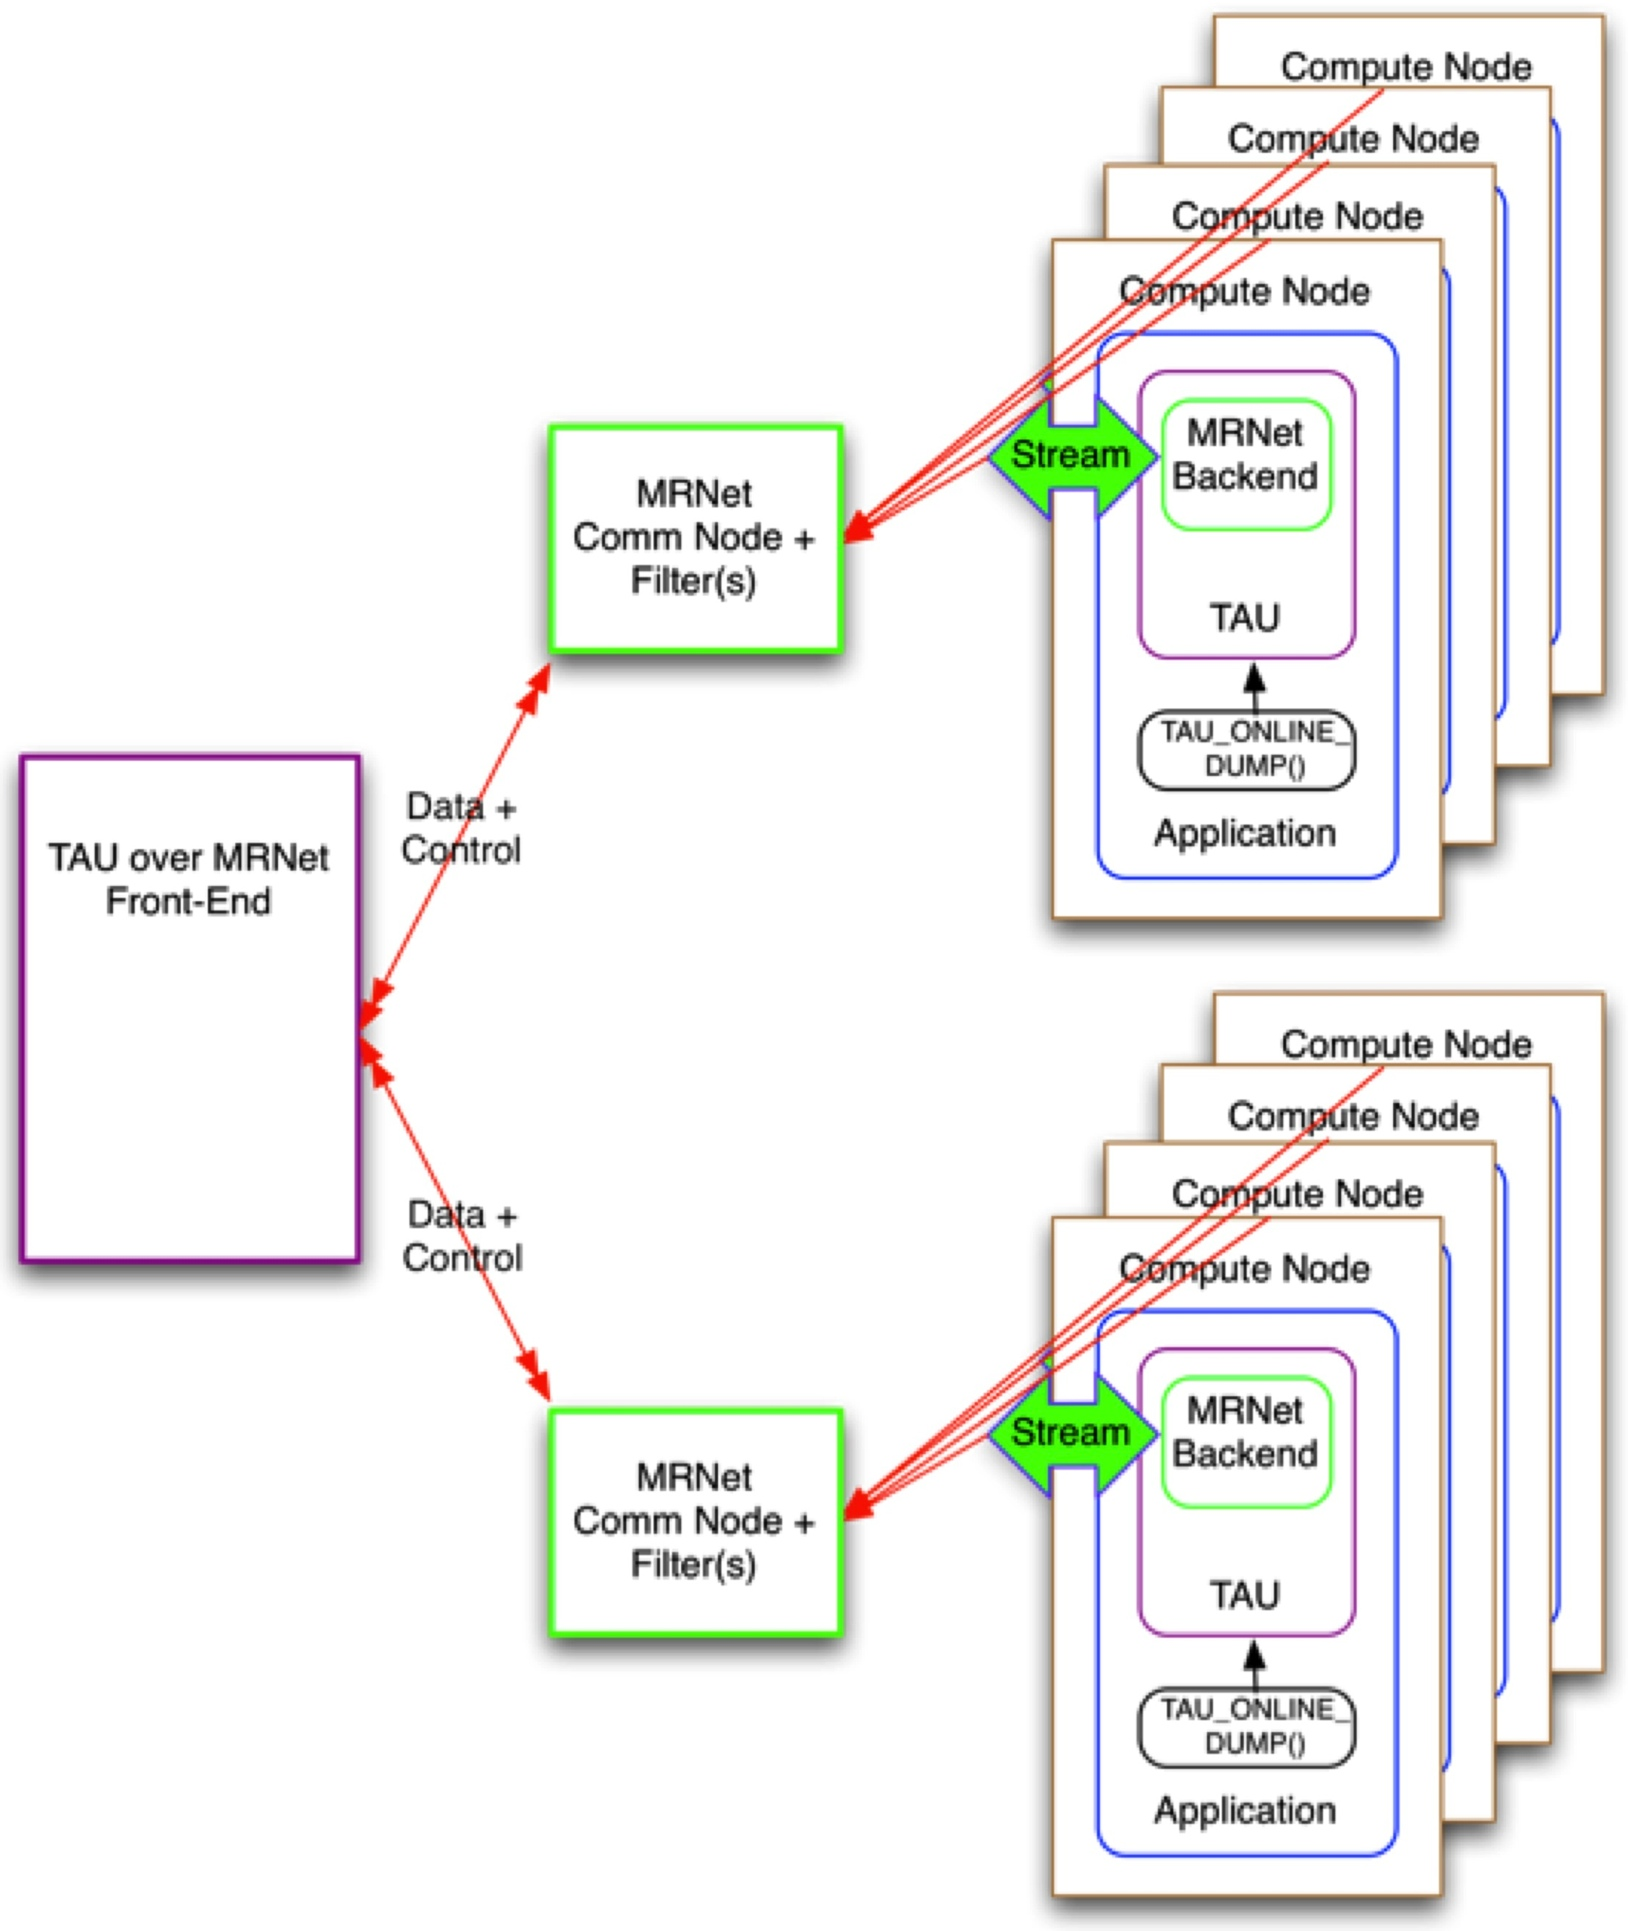 Compute Node
Compute Node
Compute Node
Compute Node
MRNet
Backend
Stream
TAU
TAU_ONLINE_
DUMP()
Application
MRNet
Comm Node +
Filter(s)
Data +
Control
TAU over MRNet
Front-End
Data +
Control
Compute Node
Compute Node
Compute Node
Compute Node
MRNet
Backend
Stream
TAU
TAU_ONLINE_
DUMP()
Application
MRNet
Comm Node +
Filter(s)